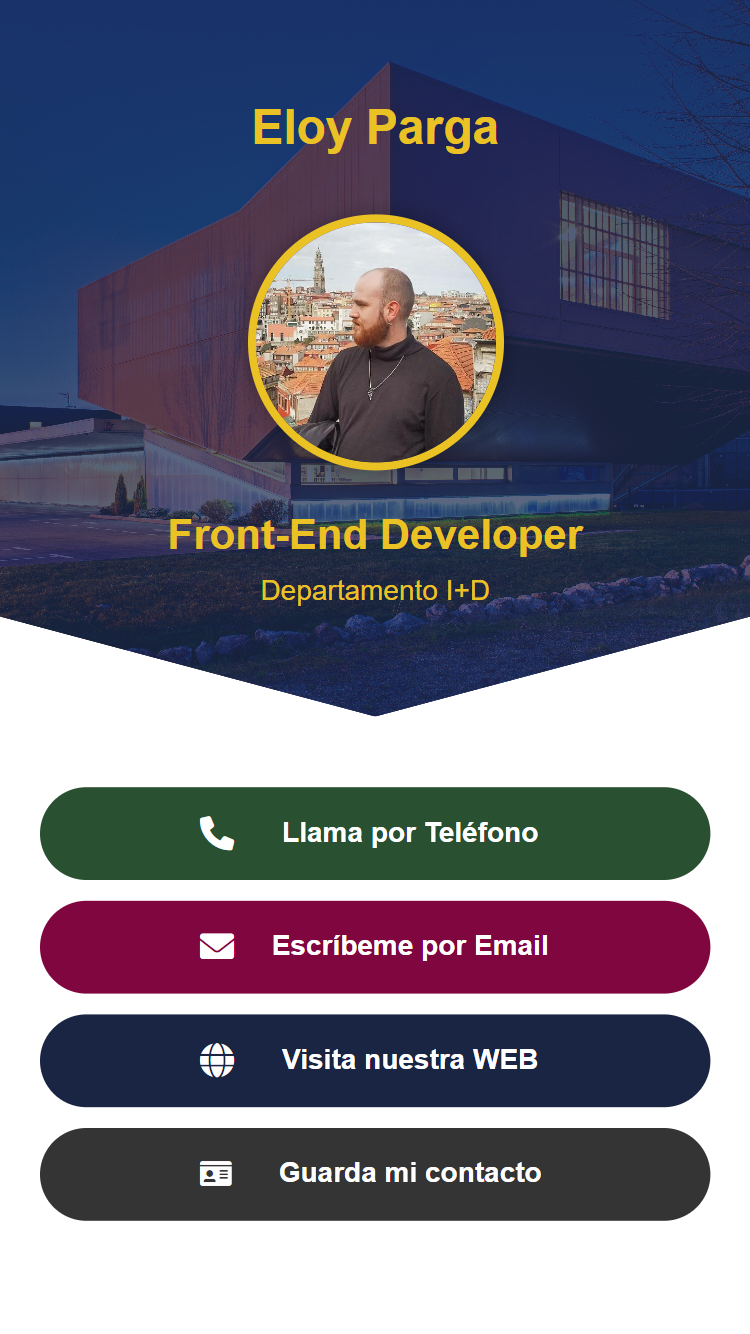 Eloy Parga
Front-End Developer
Departamento I+D
Llama por Teléfono
Escríbeme por Email
Visita nuestra WEB
Guarda mi contacto